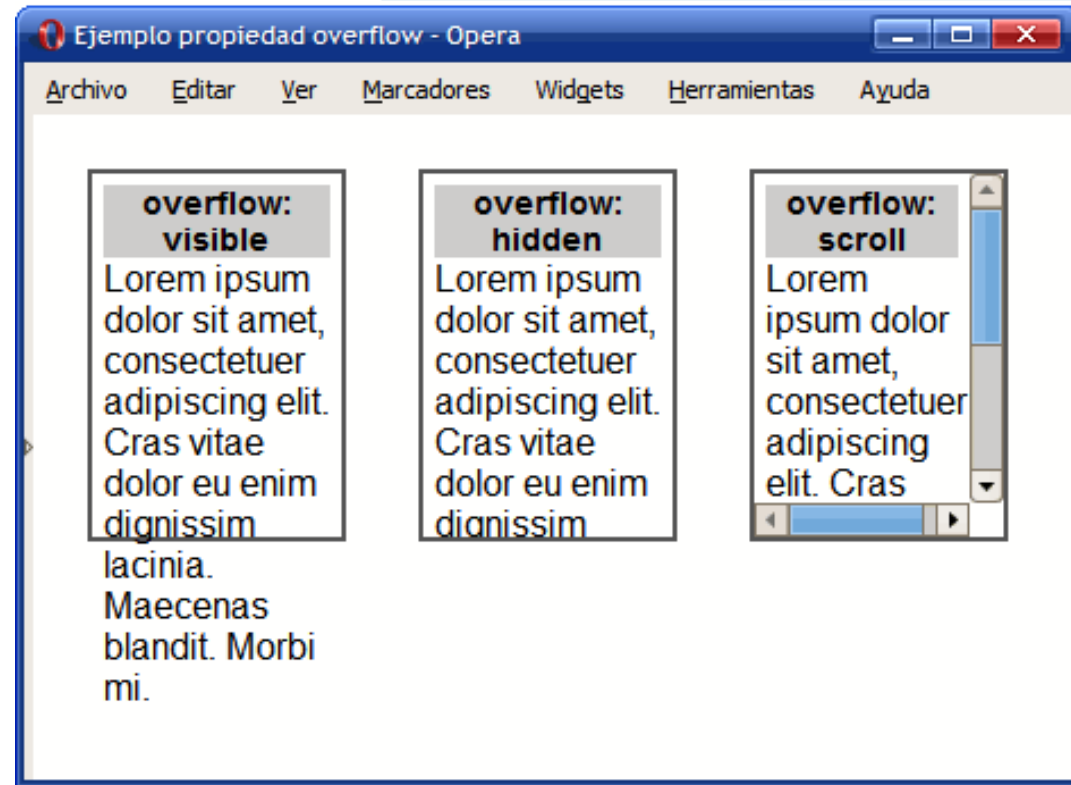 Ejemplo propiedad overflow - Opera
Archivo Editar Ver Marcadores Widgets Herramientas Ayuda
overflow:
visible
Lorem ipsum
dolor sit amet,
consectetuer
adipiscing elit.
Cras vitae
dolor eu enim
dignissim
lacinia.
Maecenas
blandit. Morbi
mi.
overflow:
hidden
Lorem ipsum
dolor sit amet,
consectetuer
adipiscing elit.
Cras vitae
dolor eu enim
dignissim
overflow:
scroll
Lorem
ipsum dolor
sit amet,
consectetuer
adipiscing
elit. Cras